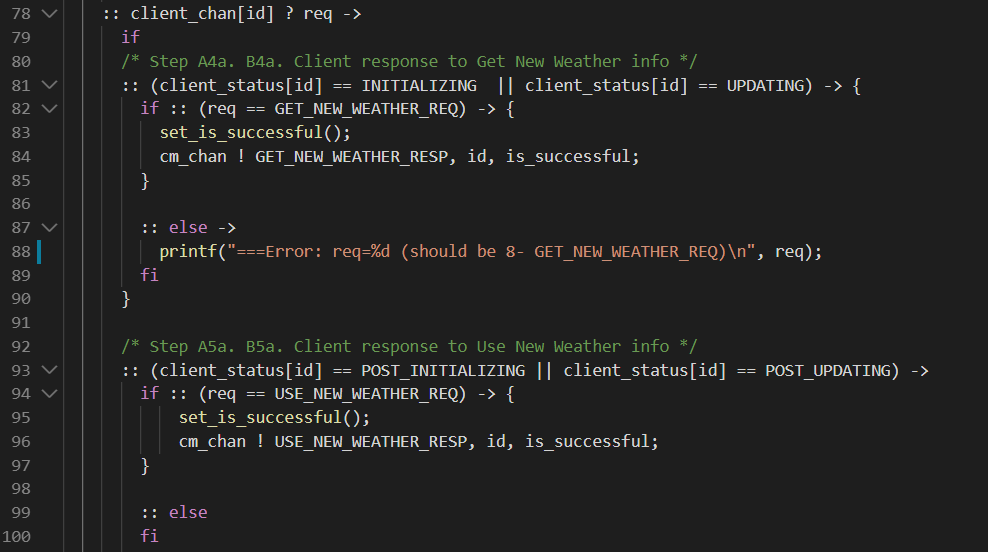 78 :: client_chan[id] ? req ->
79 if
80 /* Step A4a. B4a. Client response to Get New Weather info */
81 :: (client_status[id] == INITIALIZING  || client_status[id] == UPDATING) -> {
82 if :: (req == GET_NEW_WEATHER_REQ) -> {
83 set_is_successful();
84 cm_chan ! GET_NEW_WEATHER_RESP, id, is_successful;
85 }
86
87 :: else ->
88 printf("===Error: req=%d (should be 8- GET_NEW_WEATHER_REQ)\n", req);
89 fi
90 }
91
92 /* Step A5a. B5a. Client response to Use New Weather info */
93 :: (client_status[id] == POST_INITIALIZING || client_status[id] == POST_UPDATING) ->
94 if :: (req == USE_NEW_WEATHER_REQ) -> {
95 set_is_successful();
96 cm_chan ! USE_NEW_WEATHER_RESP, id, is_successful;
97 }
98
99 :: else
100 fi